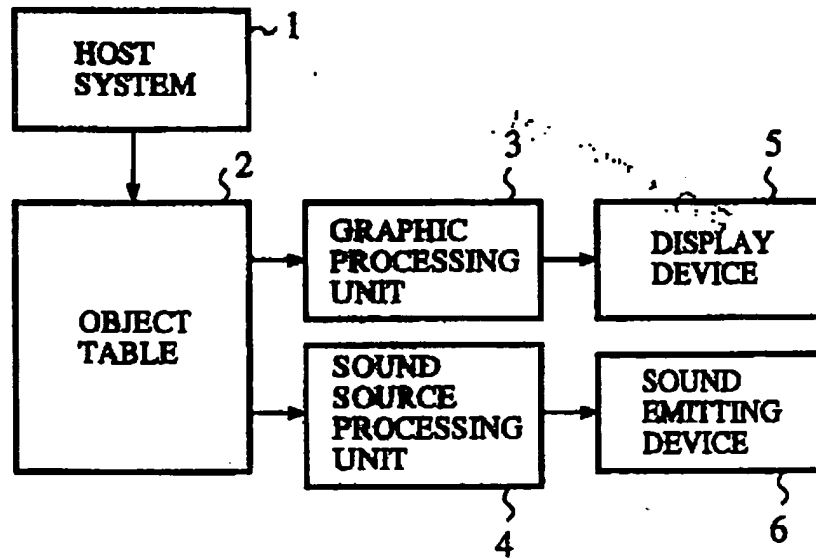 HOST
SYSTEM
1
2
OBJECT
TABLE
3
GRAPHIC
PROCESSING
UNIT
5
DISPLAY
DEVICE
SOUND
SOURCE
PROCESSING
UNIT
4
SOUND
EMITTING
DEVICE
6